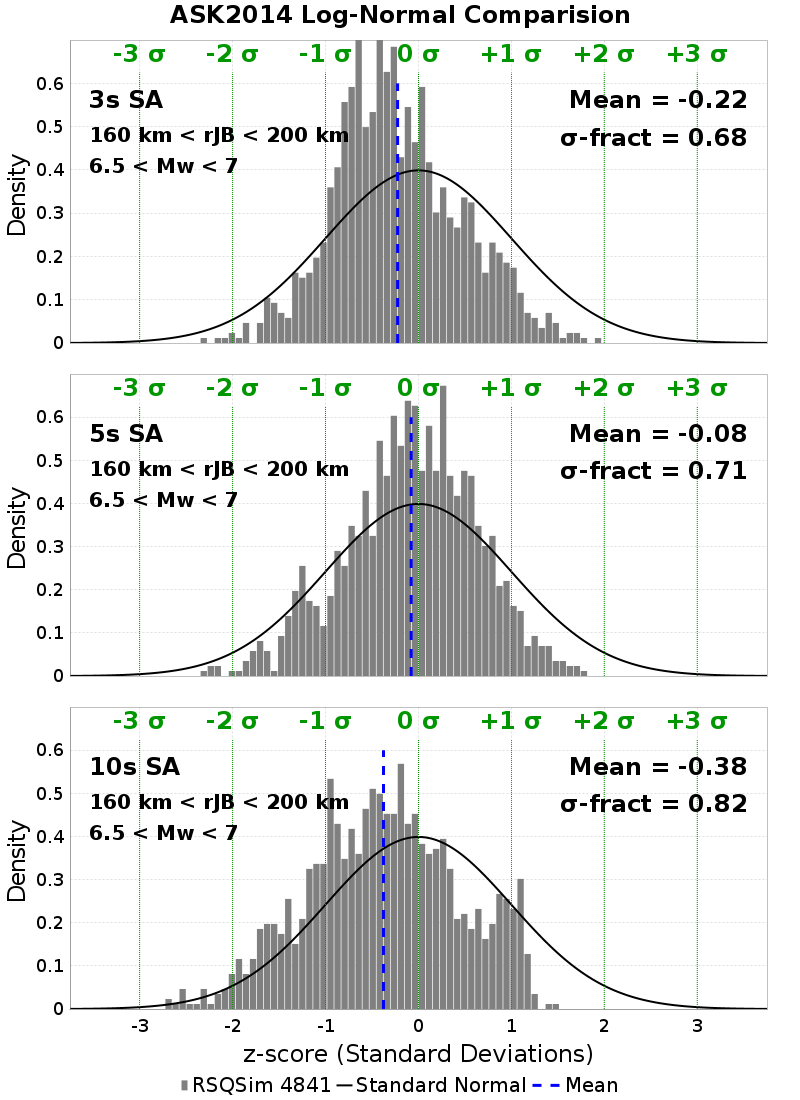 ASK2014 Log-Normal Comparision
-3 σ -2 σ -1 σ 0 σ +1 σ +2 σ +3 σ
3s SA
160 km < rJB < 200 km
6.5 < Mw < 7
Mean = -0.22
σ-fract = 0.68
Density
0.6
0.5
0.4
0.3
0.2
0.1
0
-3 σ -2 σ -1 σ 0 σ +1 σ +2 σ +3 σ
5s SA
160 km < rJB < 200 km
6.5 < Mw < 7
Mean = -0.08
σ-fract = 0.71
Density
0.6
0.5
0.4
0.3
0.2
0.1
0
-3 σ -2 σ -1 σ 0 σ +1 σ +2 σ +3 σ
10s SA
160 km < rJB < 200 km
6.5 < Mw < 7
Mean = -0.38
σ-fract = 0.82
Density
0.6
0.5
0.4
0.3
0.2
0.1
0
-3 -2 -1 0 1 2 3
z-score (Standard Deviations)
RSQSim 4841 Standard Normal Mean